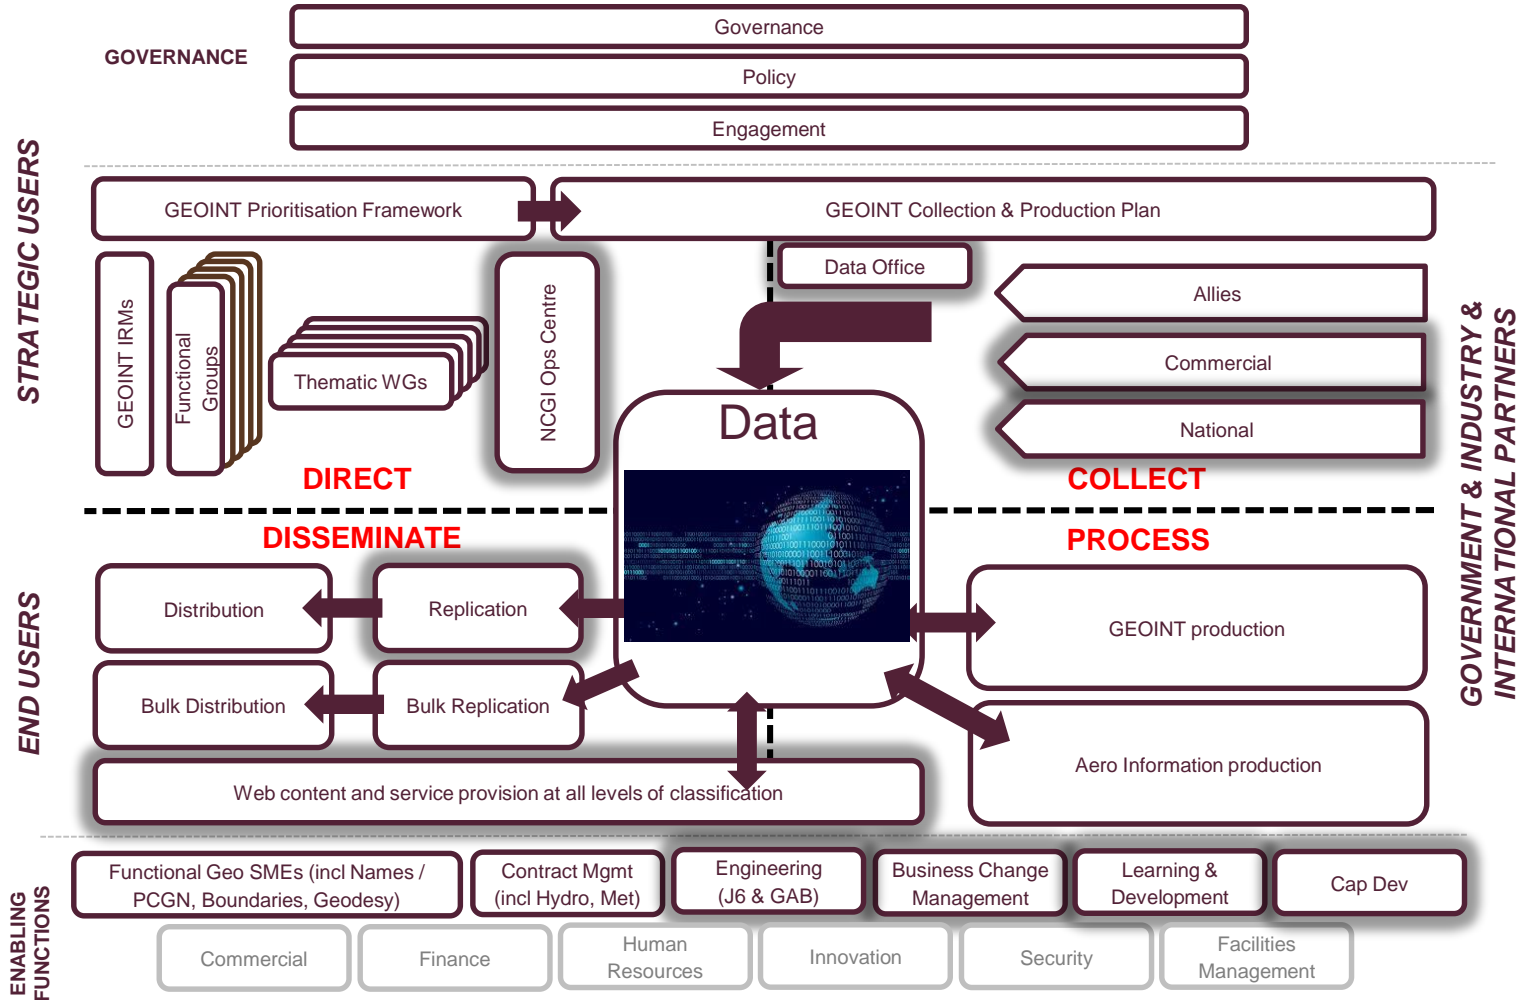 Governance
GOVERNANCE
Policy
Engagement
STRATEGIC USERS
GEOINT Prioritisation Framework
GEOINT Collection & Production Plan
GEOINT IRMs
Functional
Groups
Thematic WGs
NCGI Ops Centre
Data Office
Allies
Commercial
National
GOVERNMENT & INDUSTRY &
INTERNATIONAL PARTNERS
Data
DIRECT
COLLECT
DISSEMINATE
PROCESS
END USERS
Distribution
Replication
GEOINT production
Bulk Distribution
Bulk Replication
Aero Information production
Web content and service provision at all levels of classification
ENABLING
FUNCTIONS
Functional Geo SMEs (incl Names /
PCGN, Boundaries, Geodesy)
Contract Mgmt
(incl Hydro, Met)
Engineering
(J6 & GAB)
Business Change
Management
Learning &
Development
Cap Dev
Commercial
Finance
Human
Resources
Innovation
Security
Facilities
Management